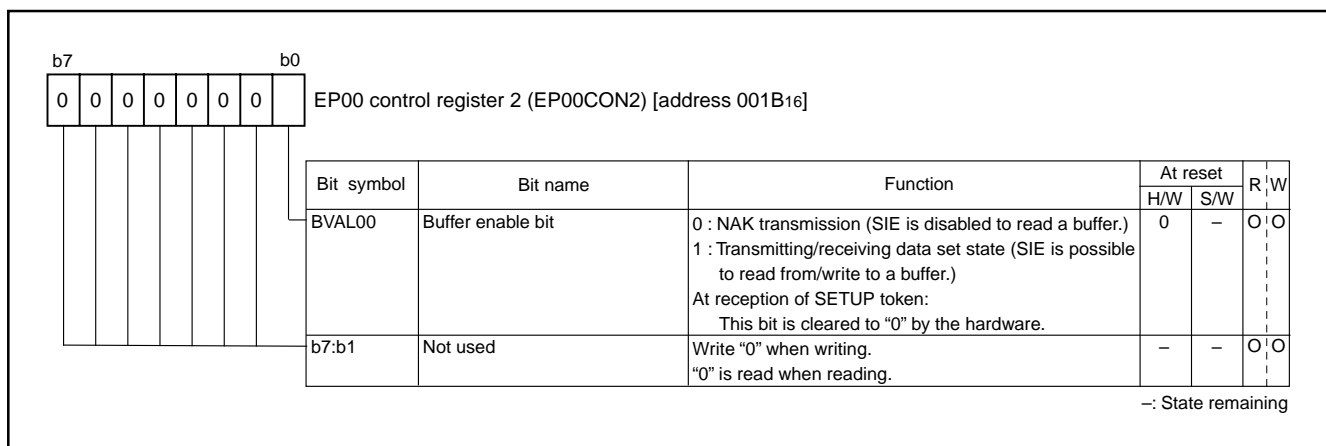 b7 b0
0 0 0 0 0 0 0 EP00 control register 2 (EP00CON2) [address 001B16]
Bit symbol Bit name Function At reset R W
H/W S/W
BVAL00 Buffer enable bit 0 : NAK transmission (SIE is disabled to read a buffer.) 0 – O O
1 : Transmitting/receiving data set state (SIE is possible
to read from/write to a buffer.)
At reception of SETUP token:
This bit is cleared to “0” by the hardware.
b7:b1 Not used Write “0” when writing. – – O O
“0” is read when reading.
–: State remaining